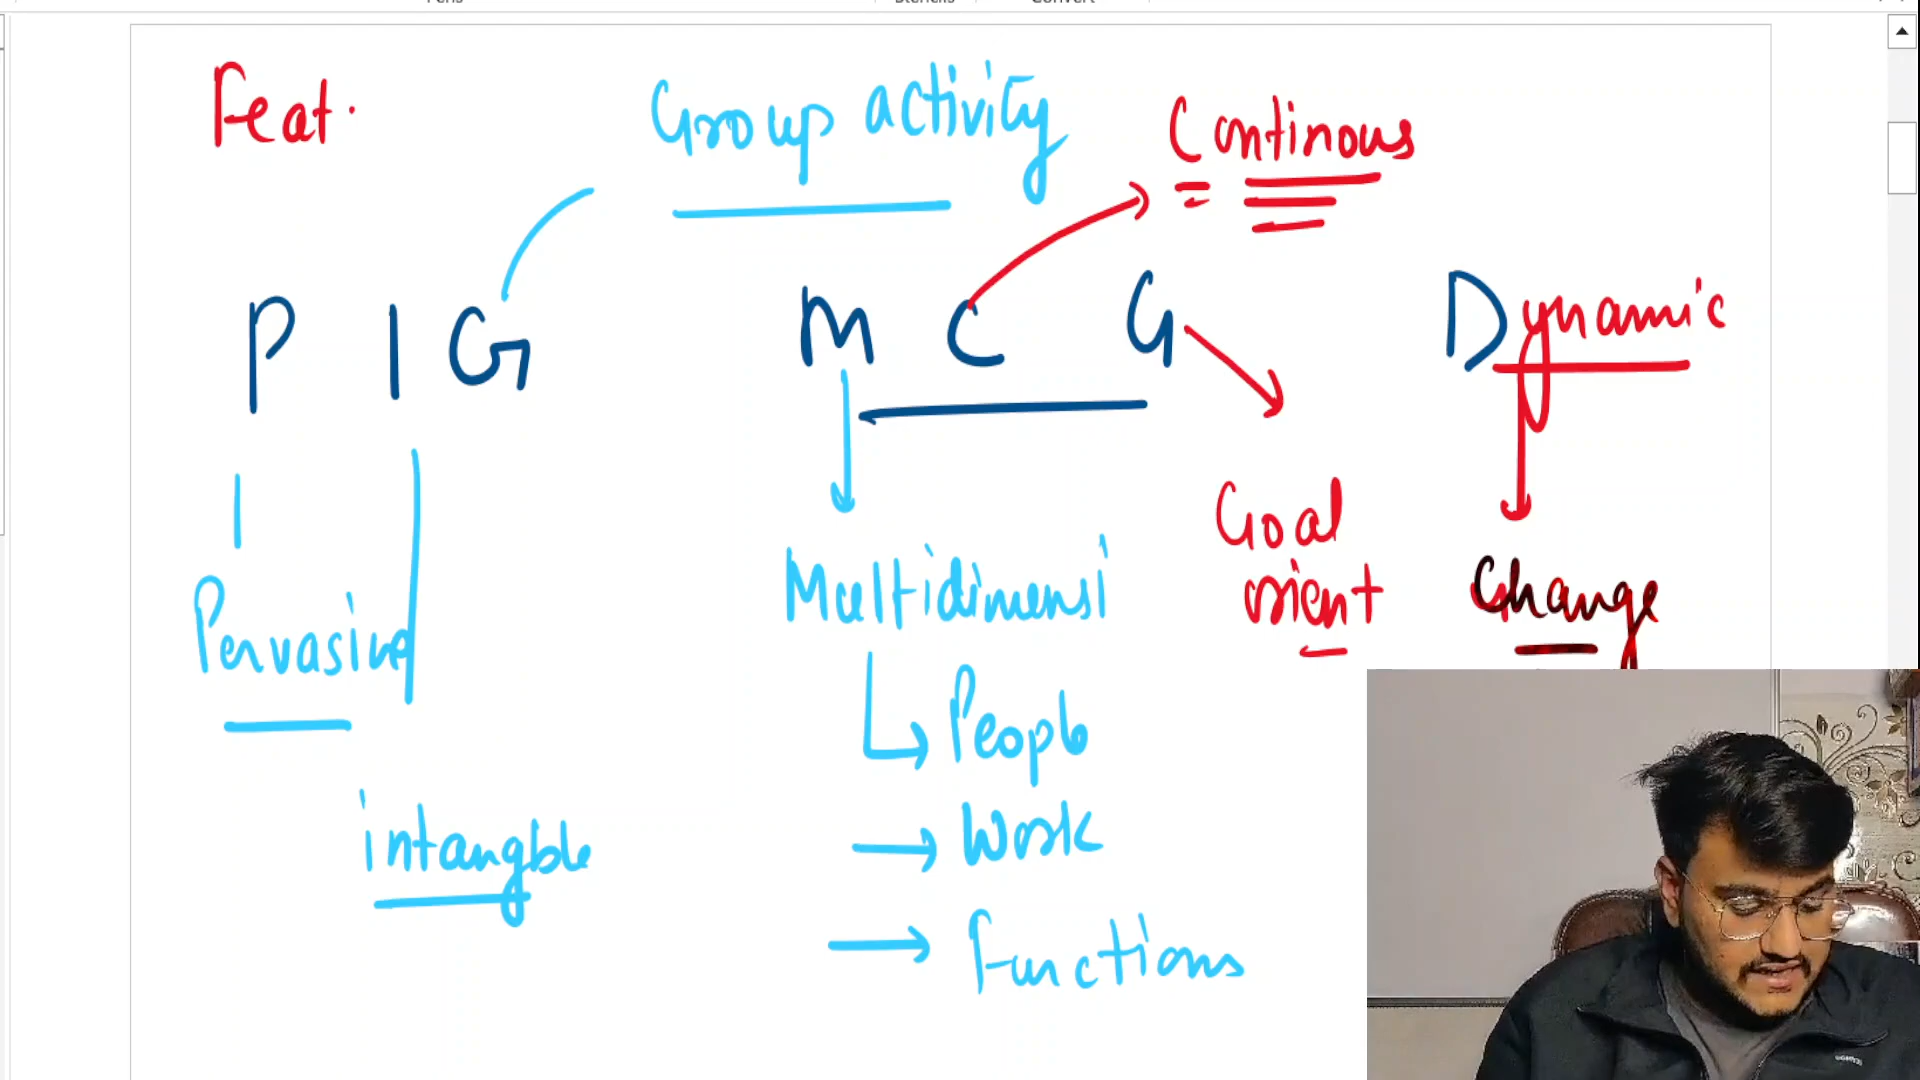 Feat.
Group activity
Continous
P I G
M C G
Dynamic
Pervasive
intangble
Multidimensi
People
Work
Functions
Goal
orient
Change